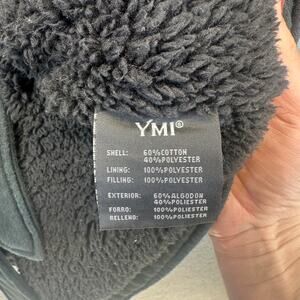 YMI®
SHELL: 60%COTTON
40%POLYESTER
LINING: 100%POLYESTER
FILLING: 100%POLYESTER
EXTERIOR: 60%ALGODON
40%POLIESTER
FORRO: 100%POLIESTER
RELLENO: 100%POLIESTER